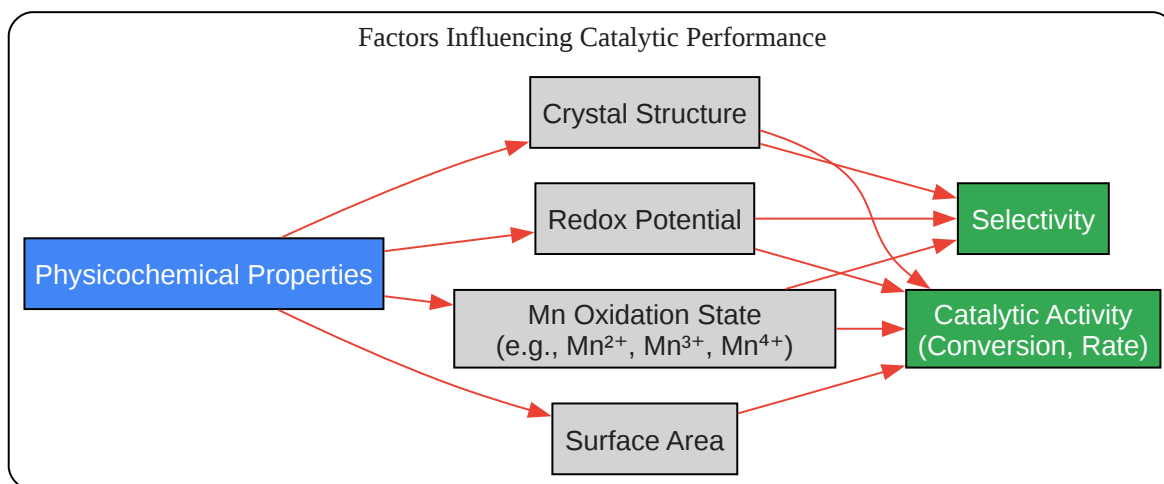 Factors Influencing Catalytic Performance
Crystal Structure
Redox Potential
Selectivity
Physicochemical Properties
Mn Oxidation State
(e.g., Mn²⁺, Mn³⁺, Mn⁴⁺)
Catalytic Activity
(Conversion, Rate)
Surface Area